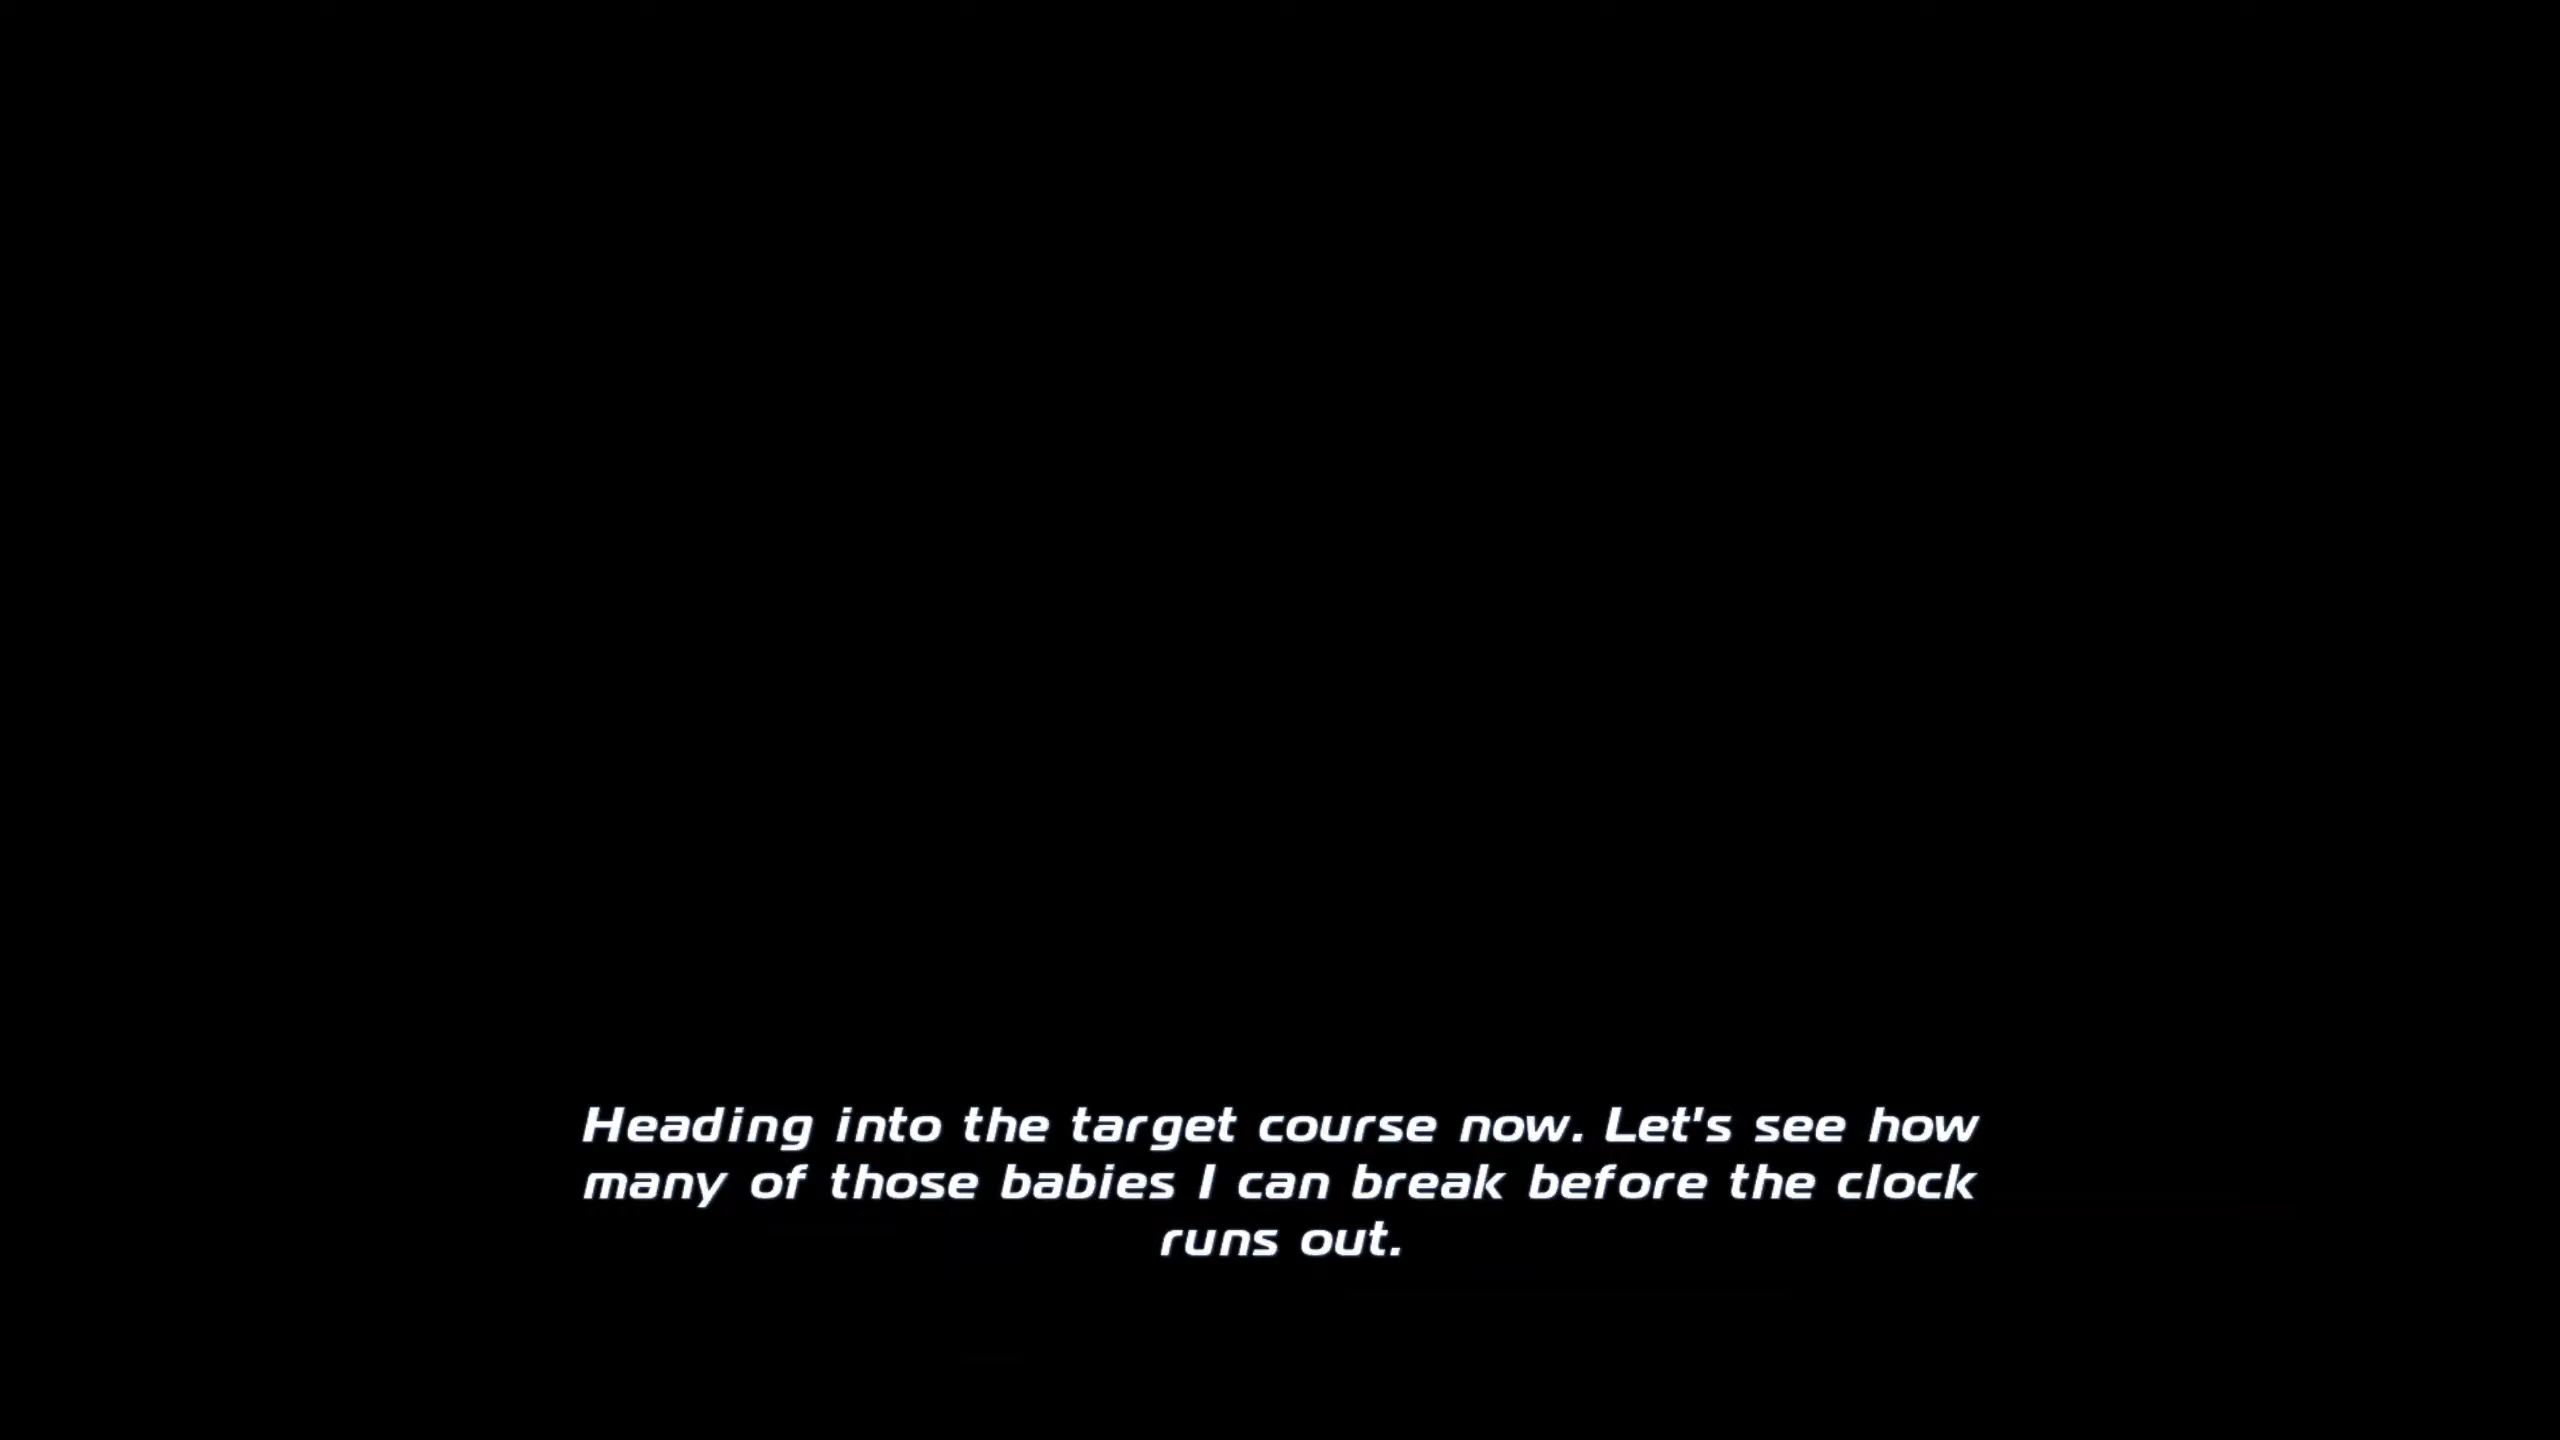 Heading into the target course now. Let's see how
many of those babies I can break before the clock
runs out.